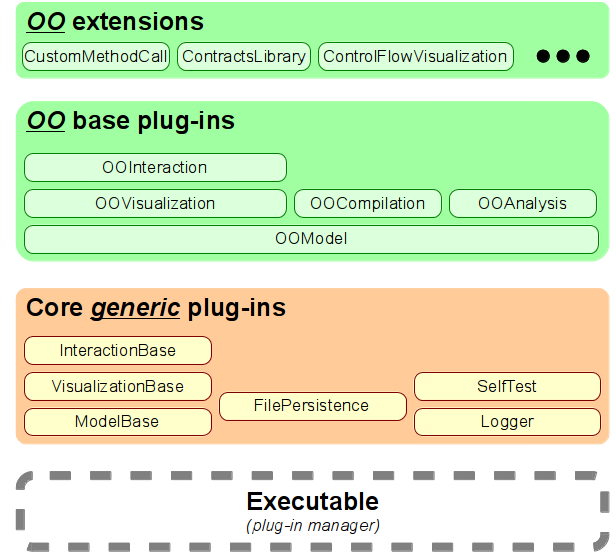 OO extensions
CustomMethodCall ContractsLibrary ControlFlowVisualization
OO base plug-ins
OOInteraction
OOVisualization OOCompilation OOAnalysis
OOModel
Core generic plug-ins
InteractionBase
VisualizationBase SelfTest
FilePersistence
ModelBase Logger
Executable
(plug-in manager)